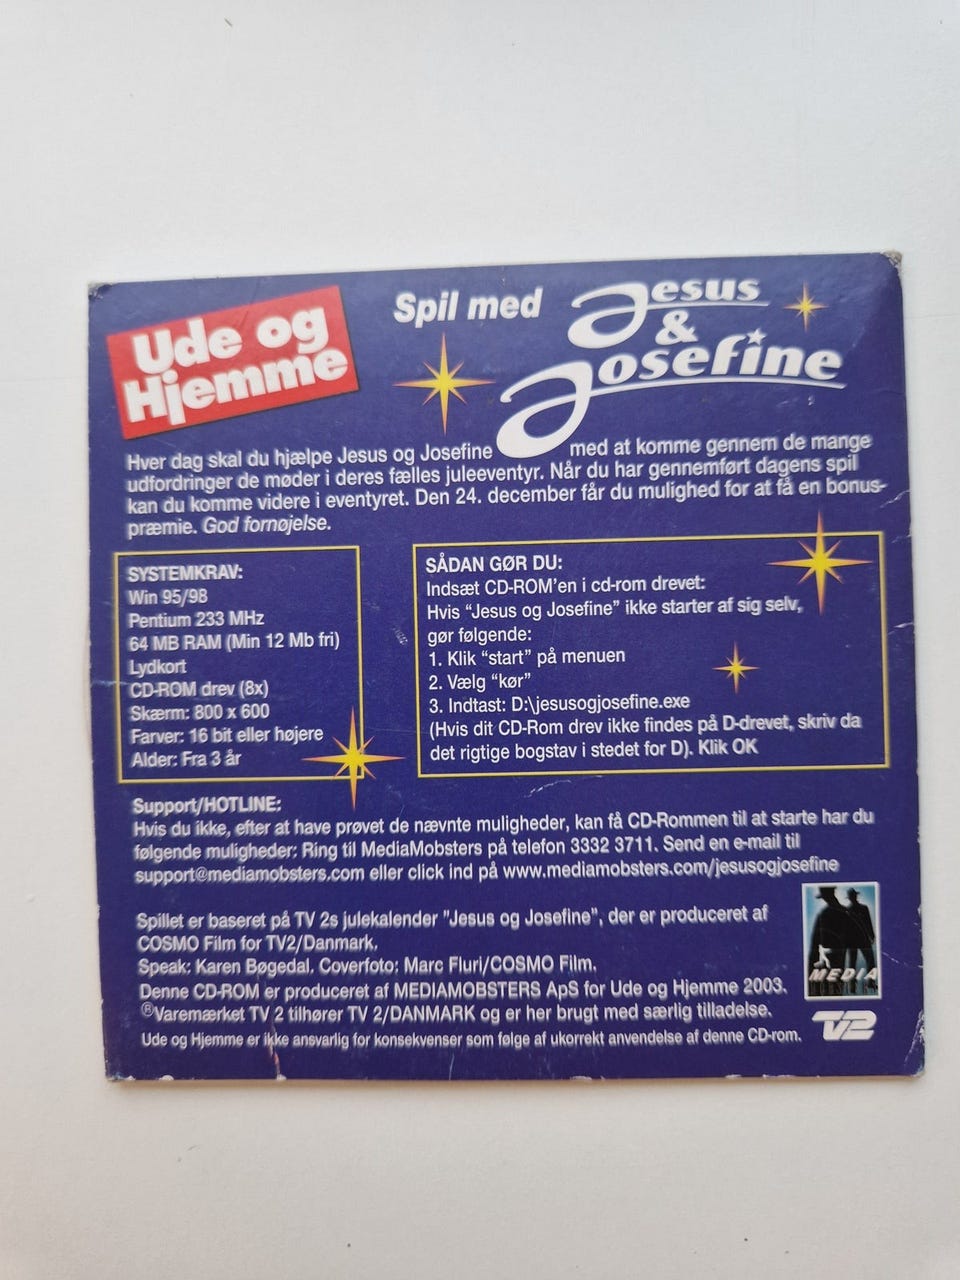 Ude og
Hjemme
Spil med
Jesus
&
Josefine
Hver dag skal du hjælpe Jesus og Josefine med at komme gennem de mange
udfordringer de møder i deres fælles juleeventyr. Når du har gennemført dagens spil
kan du komme videre i eventyret. Den 24. december får du mulighed for at få en bonus-
præmie. God fornøjelse.
SYSTEMKRAV:
Win 95/98
Pentium 233 MHz
64 MB RAM (Min 12 Mb fri)
Lydkort
CD-ROM drev (8x)
Skærm: 800 x 600
Farver: 16 bit eller højere
Alder: Fra 3 år
SÅDAN GØR DU:
Indsæt CD-ROM'en i cd-rom drevet:
Hvis "Jesus og Josefine" ikke starter af sig selv,
gør følgende:
1. Klik "start" på menuen
2. Vælg "kør"
3. Indtast: D:\jesusogjosefine.exe
(Hvis dit CD-Rom drev ikke findes på D-drevet, skriv da
det rigtige bogstav i stedet for D). Klik OK
Support/HOTLINE:
Hvis du ikke, efter at have prøvet de nævnte muligheder, kan få CD-Rommen til at starte har du
følgende muligheder: Ring til MediaMobsters på telefon 3332 3711. Send en e-mail til
support@mediamobsters.com eller click ind på www.mediamobsters.com/jesusogjosefine
Spillet er baseret på TV 2s julekalender "Jesus og Josefine", der er produceret af
COSMO Film for TV2/Danmark.
Speak: Karen Bøgedal. Coverfoto: Marc Fluri/COSMO Film.
Denne CD-ROM er produceret af MEDIAMOBSTERS ApS for Ude og Hjemme 2003.
®Varemærket TV 2 tilhører TV 2/DANMARK og er her brugt med særlig tilladelse.
Ude og Hjemme er ikke ansvarlig for konsekvenser som følge af ukorrekt anvendelse af denne CD-rom.
MEDIA
TV2